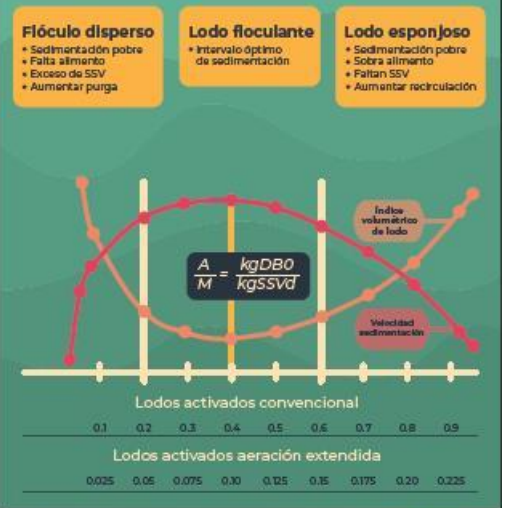 Flóculo disperso
• Sedimentación pobre
• Falta alimento
• Exceso de SSV
• Aumentar purga
Lodo floculante
• Intervalo óptimo
de sedimentación
Lodo esponjoso
• Sedimentación pobre
• Sobra alimento
• Faltan SSV
• Aumentar recirculación
Índice
volumétrico
de lodo
A/M = kgDBO/kgSSVd
Velocidad
sedimentación
Lodos activados convencional
0.1 0.2 0.3 0.4 0.5 0.6 0.7 0.8 0.9
Lodos activados aeración extendida
0.025 0.05 0.075 0.10 0.125 0.15 0.175 0.20 0.225